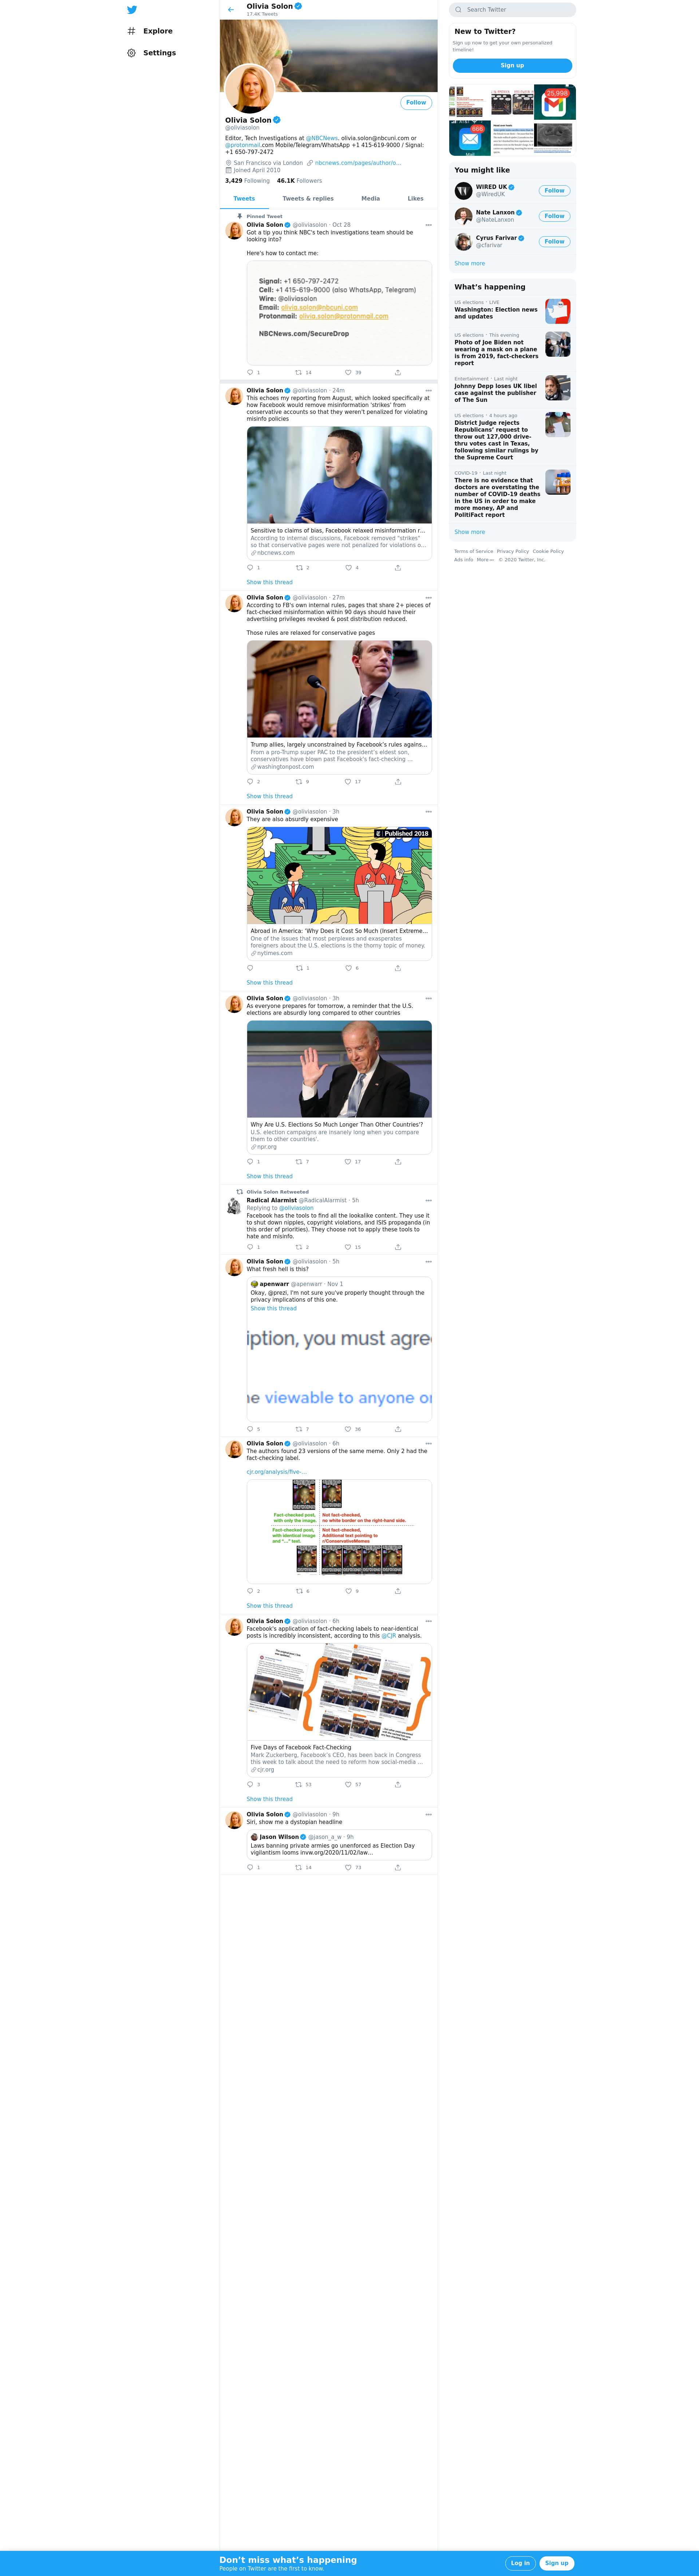 Explore
Settings
Olivia Solon
17.4K Tweets
Follow
Olivia Solon
@oliviasolon
Editor, Tech Investigations at @NBCNews. olivia.solon@nbcuni.com or
@protonmail.com Mobile/Telegram/WhatsApp +1 415-619-9000 / Signal:
+1 650-797-2472
San Francisco via London nbcnews.com/pages/author/o…
Joined April 2010
3,429 Following 46.1K Followers
Tweets Tweets & replies Media Likes
Pinned Tweet
Olivia Solon @oliviasolon · Oct 28
Got a tip you think NBC's tech investigations team should be
looking into?
Here's how to contact me:
Signal: +1 650-797-2472
Cell: +1 415-619-9000 (also WhatsApp, Telegram)
Wire: @oliviasolon
Email: olivia.solon@nbcuni.com
Protonmail: olivia.solon@protonmail.com
NBCNews.com/SecureDrop
1 14 39
Olivia Solon @oliviasolon · 24m
This echoes my reporting from August, which looked specifically at
how Facebook would remove misinformation 'strikes' from
conservative accounts so that they weren't penalized for violating
misinfo policies
Sensitive to claims of bias, Facebook relaxed misinformation r…
According to internal discussions, Facebook removed "strikes"
so that conservative pages were not penalized for violations o…
nbcnews.com
1 2 4
Show this thread
Olivia Solon @oliviasolon · 27m
According to FB's own internal rules, pages that share 2+ pieces of
fact-checked misinformation within 90 days should have their
advertising privileges revoked & post distribution reduced.
Those rules are relaxed for conservative pages
Trump allies, largely unconstrained by Facebook's rules agains…
From a pro-Trump super PAC to the president's eldest son,
conservatives have blown past Facebook's fact-checking …
washingtonpost.com
2 9 17
Show this thread
Olivia Solon @oliviasolon · 3h
They are also absurdly expensive
Published 2018
Abroad in America: 'Why Does it Cost So Much (Insert Extreme…
One of the issues that most perplexes and exasperates
foreigners about the U.S. elections is the thorny topic of money.
nytimes.com
1 6
Show this thread
Olivia Solon @oliviasolon · 3h
As everyone prepares for tomorrow, a reminder that the U.S.
elections are absurdly long compared to other countries
Why Are U.S. Elections So Much Longer Than Other Countries'?
U.S. election campaigns are insanely long when you compare
them to other countries'.
npr.org
1 7 17
Show this thread
Olivia Solon Retweeted
Radical Alarmist @RadicalAlarmist · 5h
Replying to @oliviasolon
Facebook has the tools to find all the lookalike content. They use it
to shut down nipples, copyright violations, and ISIS propaganda (in
this order of priorities). They choose not to apply these tools to
hate and misinfo.
1 2 15
Olivia Solon @oliviasolon · 5h
What fresh hell is this?
apenwarr @apenwarr · Nov 1
Okay, @prezi, I'm not sure you've properly thought through the
privacy implications of this one.
Show this thread
iption, you must agree
viewable to anyone
5 7 36
Olivia Solon @oliviasolon · 6h
The authors found 23 versions of the same meme. Only 2 had the
fact-checking label.
cjr.org/analysis/five-…
Fact-checked post,
with only the image.
Not fact-checked,
no white border on the right-hand side.
Fact-checked post,
with identical image
and "..." text.
Not fact-checked,
Additional text pointing to
r/ConservativeMemes
2 6 9
Show this thread
Olivia Solon @oliviasolon · 6h
Facebook's application of fact-checking labels to near-identical
posts is incredibly inconsistent, according to this @CJR analysis.
Five Days of Facebook Fact-Checking
Mark Zuckerberg, Facebook's CEO, has been back in Congress
this week to talk about the need to reform how social-media …
cjr.org
3 53 57
Show this thread
Olivia Solon @oliviasolon · 9h
Siri, show me a dystopian headline
Jason Wilson @jason_a_w · 9h
Laws banning private armies go unenforced as Election Day
vigilantism looms invw.org/2020/11/02/law…
1 14 73
Search Twitter
New to Twitter?
Sign up now to get your own personalized
timeline!
Sign up
25,998
666
Mail
You might like
WIRED UK
@WiredUK
Follow
Nate Lanxon
@NateLanxon
Follow
Cyrus Farivar
@cfarivar
Follow
Show more
What's happening
US elections · LIVE
Washington: Election news
and updates
US elections · This evening
Photo of Joe Biden not
wearing a mask on a plane
is from 2019, fact-checkers
report
Entertainment · Last night
Johnny Depp loses UK libel
case against the publisher
of The Sun
US elections · 4 hours ago
District Judge rejects
Republicans' request to
throw out 127,000 drive-
thru votes cast in Texas,
following similar rulings by
the Supreme Court
COVID-19 · Last night
There is no evidence that
doctors are overstating the
number of COVID-19 deaths
in the US in order to make
more money, AP and
PolitiFact report
Show more
Terms of Service Privacy Policy Cookie Policy
Ads info More © 2020 Twitter, Inc.
Don't miss what's happening
People on Twitter are the first to know.
Log in Sign up